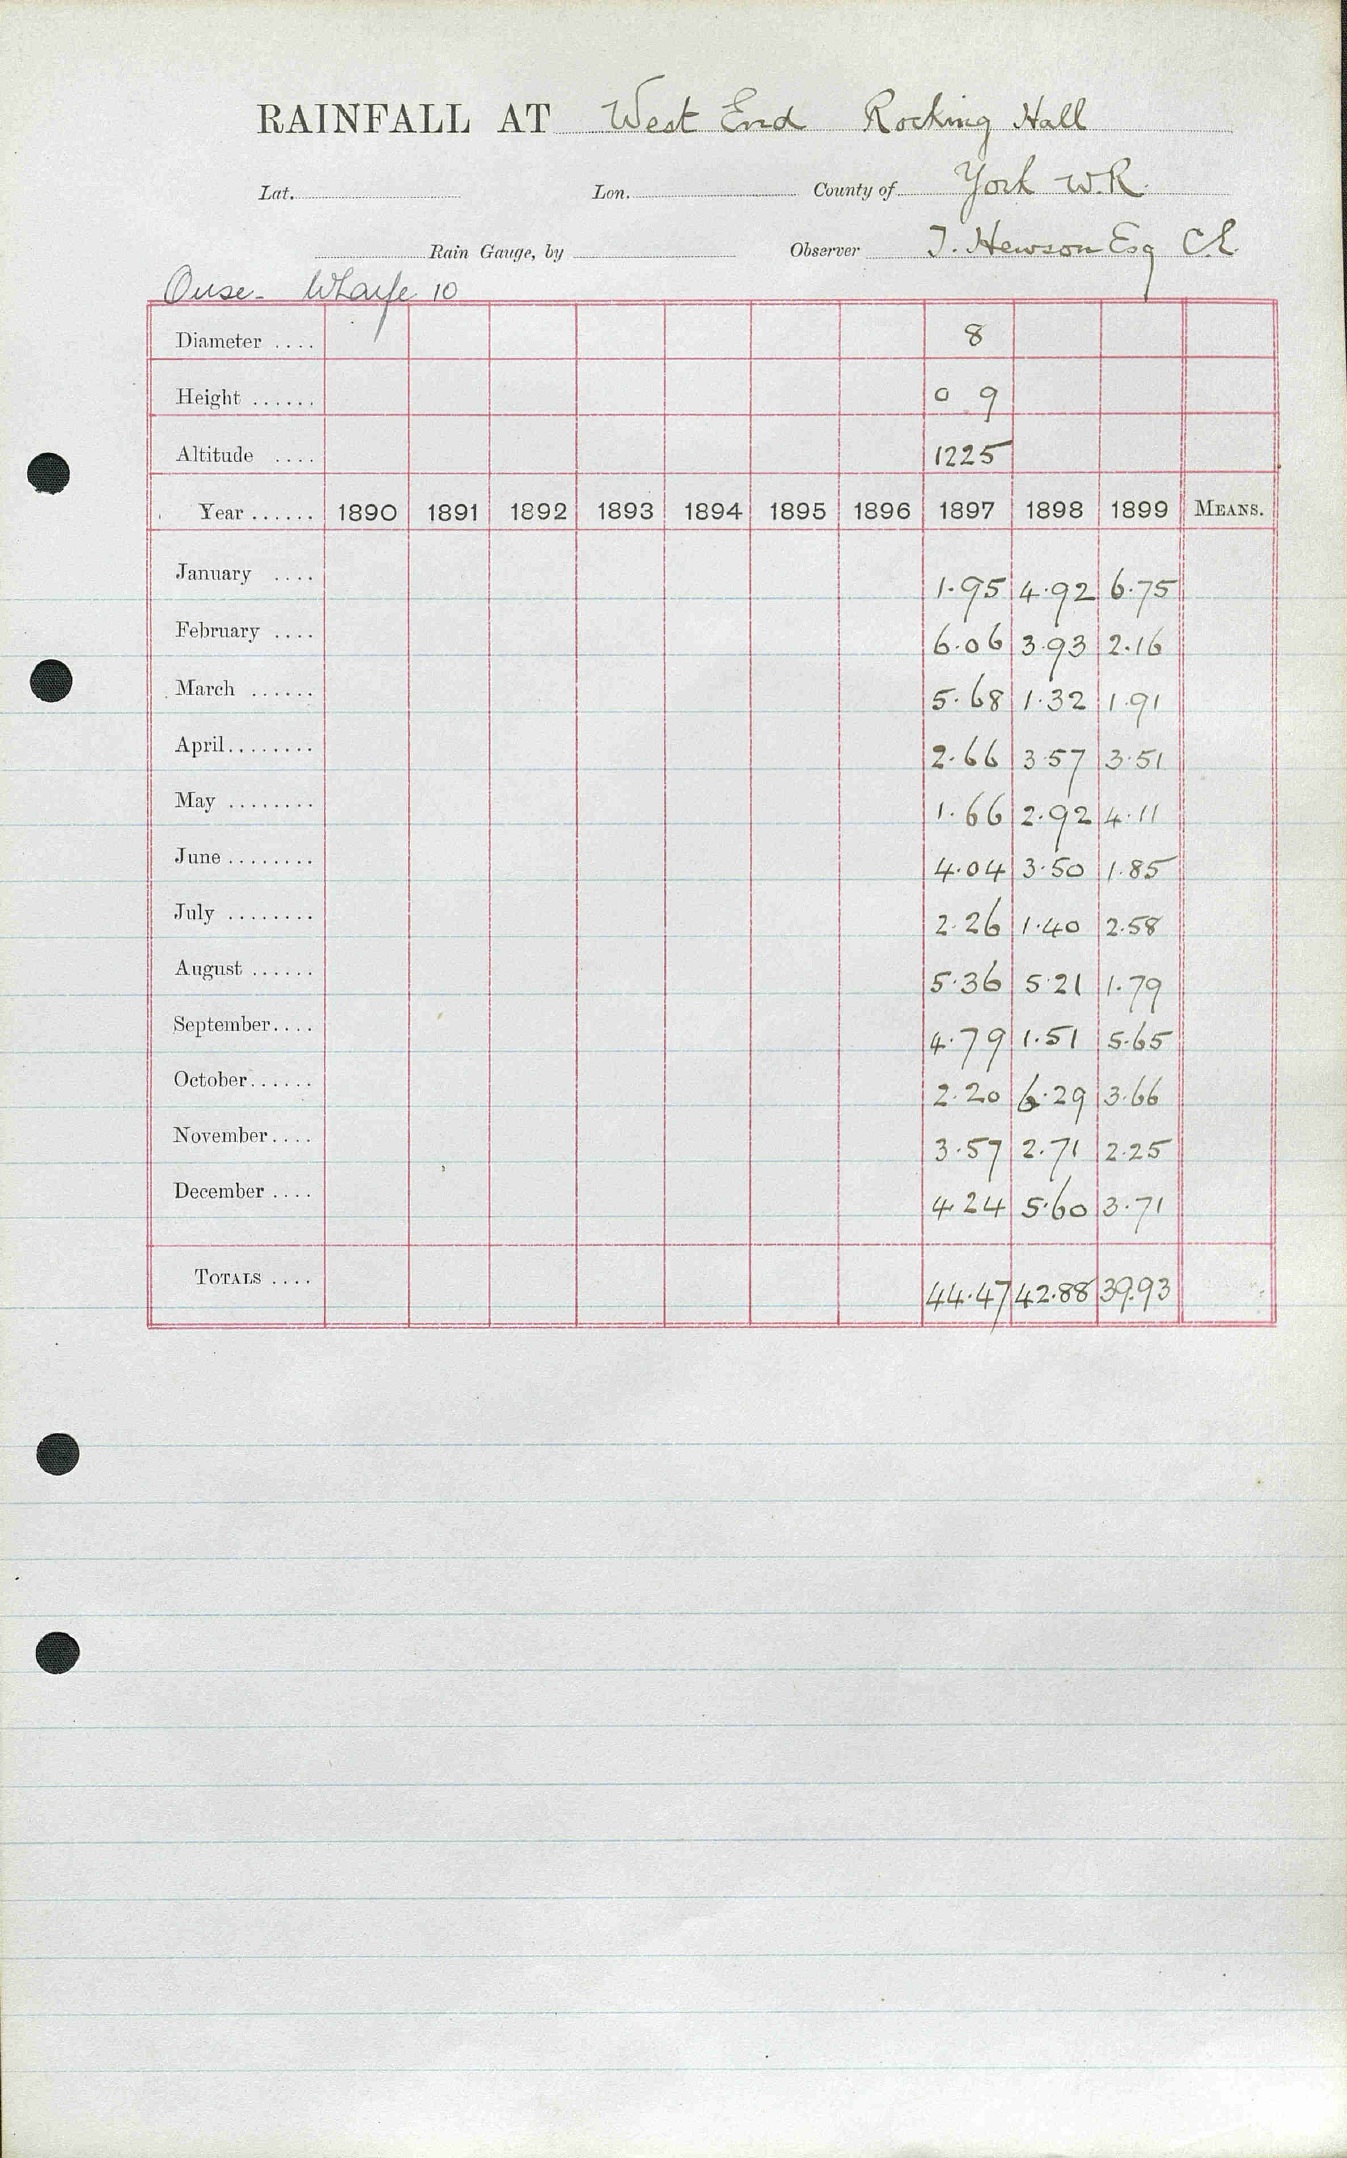 RAINFALL AT West End Rocking Hall
Lat. Lon. County of York W.R.
Rain Gauge, by Observer T. Hewson Esq C.E.
Ouse - Wharfe 10
Diameter .... 8
Height ...... 0 9
Altitude .... 1225
Year ...... 1890 1891 1892 1893 1894 1895 1896 1897 1898 1899 MEANS.
January .... 1.95 4.92 6.75
February .... 6.06 3.93 2.16
March ...... 5.68 1.32 1.91
April........ 2.66 3.57 3.51
May ........ 1.66 2.92 4.11
June ........ 4.04 3.50 1.85
July ........ 2.26 1.40 2.58
August ...... 5.36 5.21 1.79
September.... 4.79 1.51 5.65
October...... 2.20 6.29 3.66
November.... 3.57 2.71 2.25
December .... 4.24 5.60 3.71
TOTALS .... 44.47 42.88 39.93